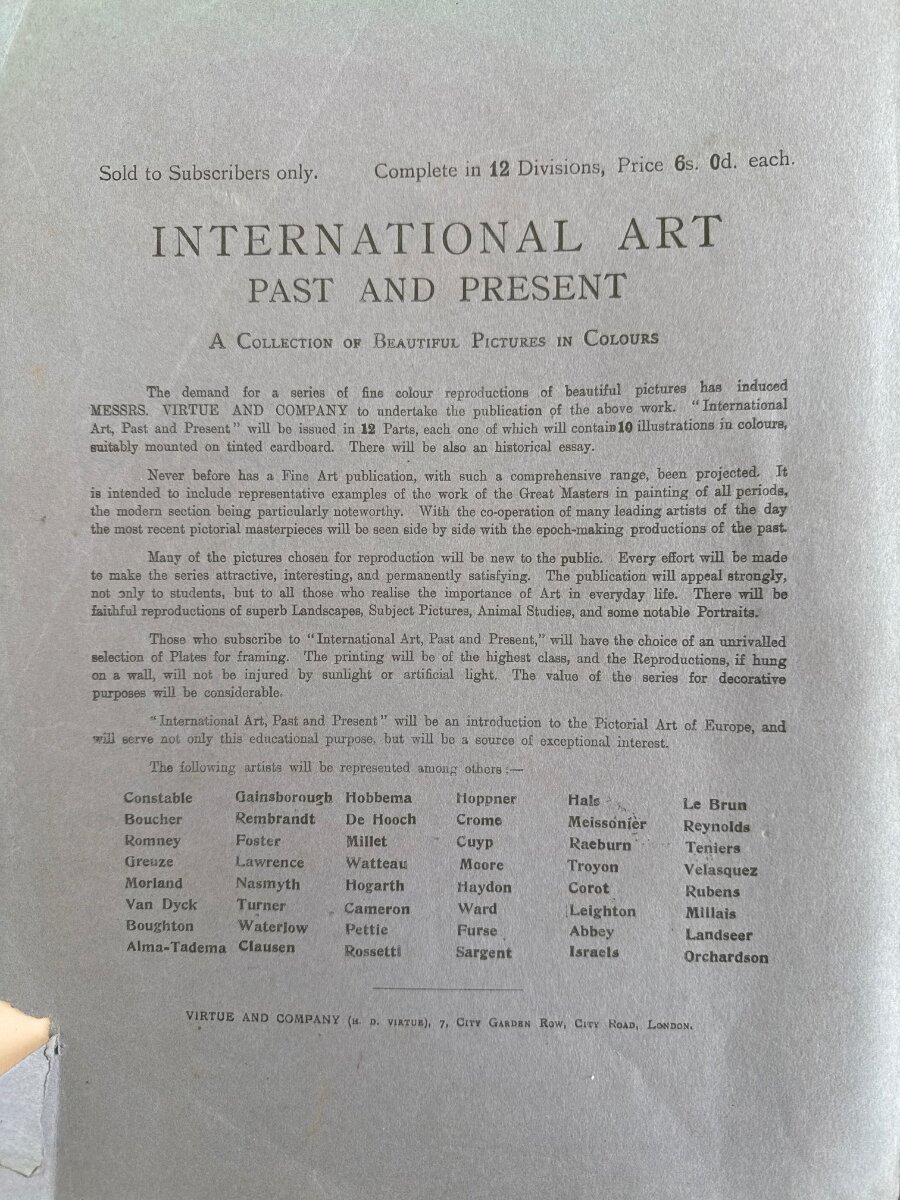 Sold to Subscribers only. Complete in 12 Divisions, Price 6s. 0d. each.
INTERNATIONAL ART
PAST AND PRESENT
A Collection of Beautiful Pictures in Colours
The demand for a series of fine colour reproductions of beautiful pictures has induced
MESSRS. VIRTUE AND COMPANY to undertake the publication of the above work. "International
Art, Past and Present" will be issued in 12 Parts, each one of which will contain 10 illustrations in colours,
suitably mounted on tinted cardboard. There will be also an historical essay.
Never before has a Fine Art publication, with such a comprehensive range, been projected. It
is intended to include representative examples of the work of the Great Masters in painting of all periods,
the modern section being particularly noteworthy. With the co-operation of many leading artists of the day
the most recent pictorial masterpieces will be seen side by side with the epoch-making productions of the past.
Many of the pictures chosen for reproduction will be new to the public. Every effort will be made
to make the series attractive, interesting, and permanently satisfying. The publication will appeal strongly,
not only to students, but to all those who realise the importance of Art in everyday life. There will be
faithful reproductions of superb Landscapes, Subject Pictures, Animal Studies, and some notable Portraits.
Those who subscribe to "International Art, Past and Present," will have the choice of an unrivalled
selection of Plates for framing. The printing will be of the highest class, and the Reproductions, if hung
on a wall, will not be injured by sunlight or artificial light. The value of the series for decorative
purposes will be considerable.
"International Art, Past and Present" will be an introduction to the Pictorial Art of Europe, and
will serve not only this educational purpose, but will be a source of exceptional interest.
The following artists will be represented among others :—
Constable Gainsborough Hobbema Hoppner Hals Le Brun
Boucher Rembrandt De Hooch Crome Meissonier Reynolds
Romney Foster Millet Cuyp Raeburn Teniers
Greuze Lawrence Watteau Moore Troyon Velasquez
Morland Nasmyth Hogarth Haydon Corot Rubens
Van Dyck Turner Cameron Ward Leighton Millais
Boughton Waterlow Pettie Furse Abbey Landseer
Alma-Tadema Clausen Rossetti Sargent Israels Orchardson
VIRTUE AND COMPANY (H. D. VIRTUE), 7, City Garden Row, City Road, London.